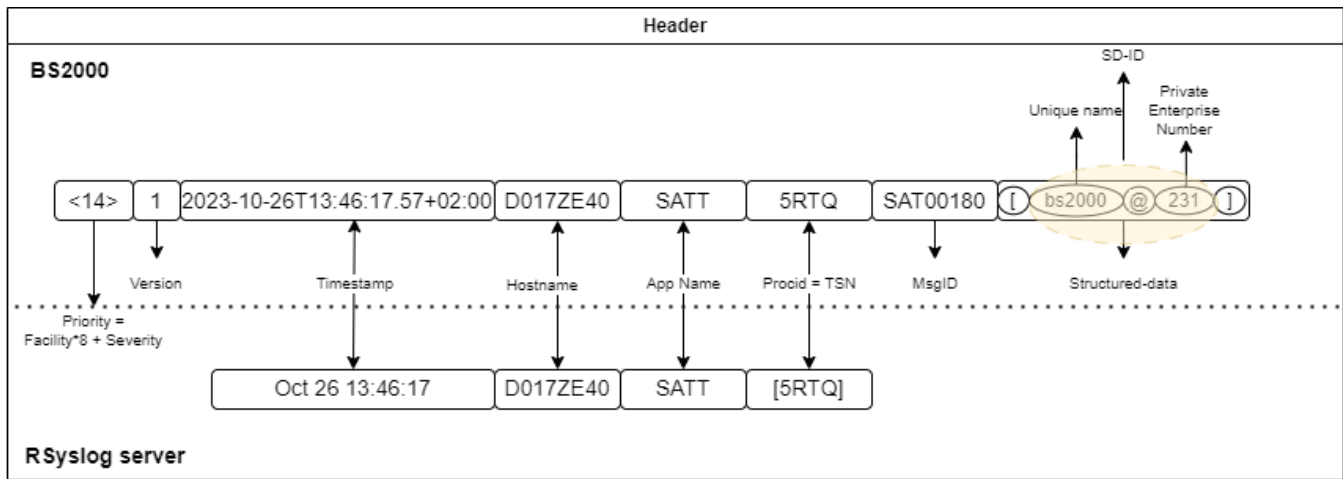 Header
BS2000
SD-ID
Unique name
Private
Enterprise
Number
<14> 1 2023-10-26T13:46:17.57+02:00 D017ZE40 SATT 5RTQ SAT00180 [ bs2000 @ 231 ]
Version Timestamp Hostname App Name Procid = TSN MsgID Structured-data
Priority =
Facility*8 + Severity
Oct 26 13:46:17 D017ZE40 SATT [5RTQ]
RSyslog server